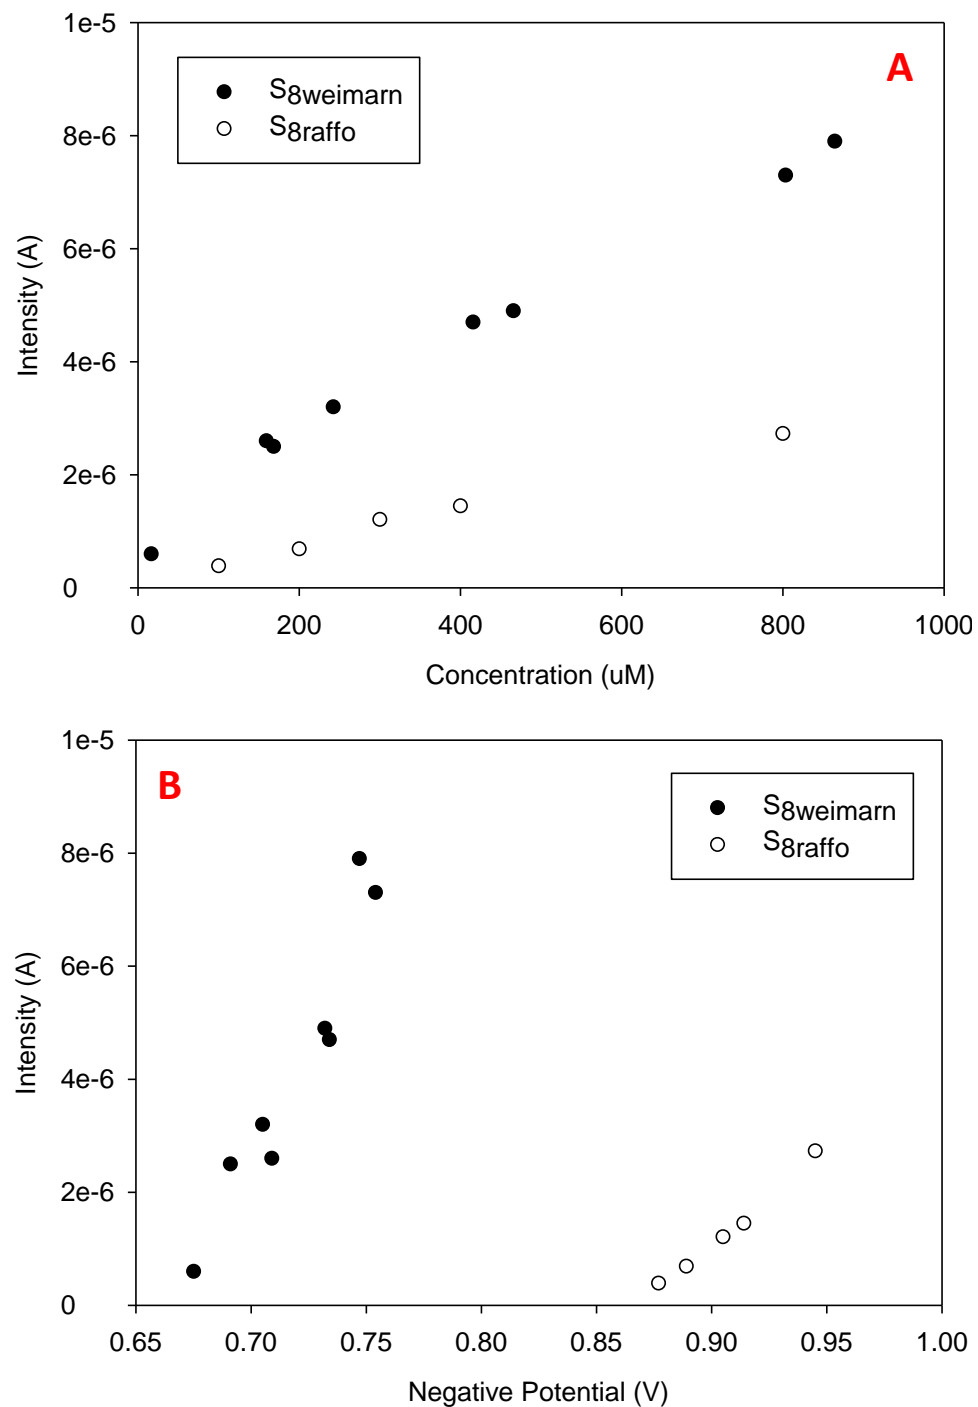 1e-5
A
S8weimarn
S8raffo
8e-6
6e-6
Intensity (A)
4e-6
2e-6
0
0 200 400 600 800 1000
Concentration (uM)
1e-5
B
S8weimarn
S8raffo
8e-6
6e-6
Intensity (A)
4e-6
2e-6
0
0.65 0.70 0.75 0.80 0.85 0.90 0.95 1.00
Negative Potential (V)